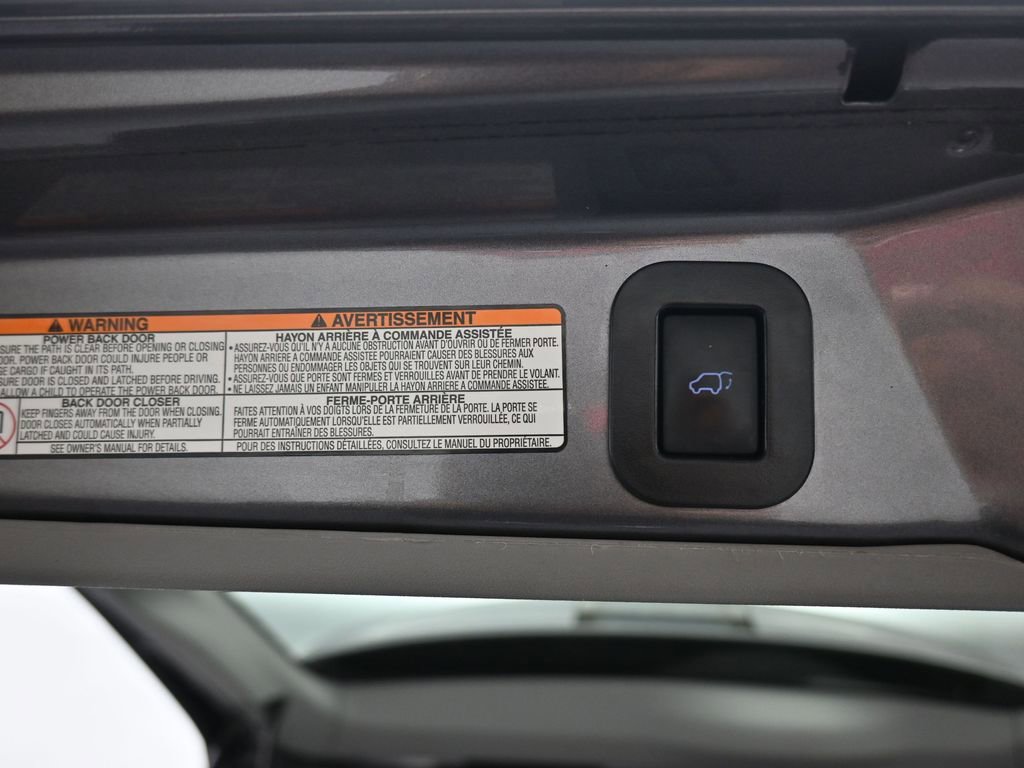 WARNING
POWER BACK DOOR
SURE THE PATH IS CLEAR BEFORE OPENING OR CLOSING
OOR. POWER BACK DOOR COULD INJURE PEOPLE OR
E CARGO IF CAUGHT IN ITS PATH.
SURE DOOR IS CLOSED AND LATCHED BEFORE DRIVING.
ALLOW A CHILD TO OPERATE THE POWER BACK DOOR.
BACK DOOR CLOSER
KEEP FINGERS AWAY FROM THE DOOR WHEN CLOSING.
DOOR CLOSES AUTOMATICALLY WHEN PARTIALLY
LATCHED AND COULD CAUSE INJURY.
SEE OWNER'S MANUAL FOR DETAILS.
AVERTISSEMENT
HAYON ARRIÈRE À COMMANDE ASSISTÉE
• ASSUREZ-VOUS QU'IL N'Y A AUCUNE OBSTRUCTION AVANT D'OUVRIR OU DE FERMER PORTE.
HAYON ARRIERE A COMMANDE ASSISTÉE POURRAIENT CAUSER DES BLESSURES AUX
PERSONNES OU ENDOMMAGER LES OBJETS QUI SE TROUVENT SUR LEUR CHEMIN.
• ASSUREZ-VOUS QUE PORTE SONT FERMES ET VERROUILLES AVANT DE PRENDRE LE VOLANT.
• NE LAISSEZ JAMAIS UN ENFANT MANIPULER LA HAYON ARRIERE A COMMANDE ASSISTÉE.
FERME-PORTE ARRIÈRE
FAITES ATTENTION À VOS DOIGTS LORS DE LA FERMETURE DE LA PORTE. LA PORTE SE
FERME AUTOMATIQUEMENT LORSQU'ELLE EST PARTIELLEMENT VERROUILLÉE, CE QUI
POURRAIT ENTRAÎNER DES BLESSURES.
POUR DES INSTRUCTIONS DÉTAILLÉES, CONSULTEZ LE MANUEL DU PROPRIÉTAIRE.